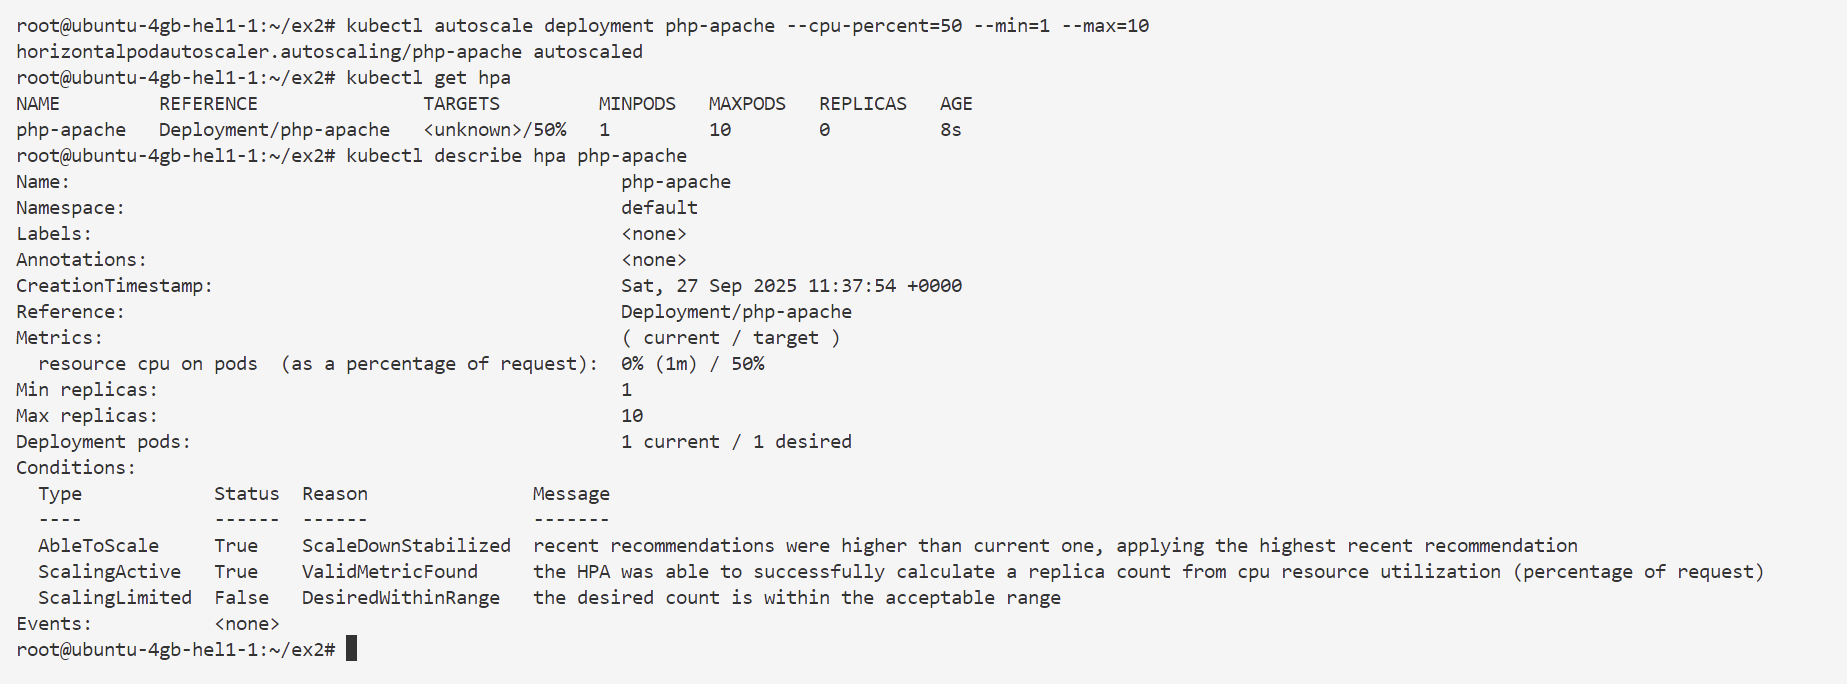 root@ubuntu-4gb-hel1-1:~/ex2# kubectl autoscale deployment php-apache --cpu-percent=50 --min=1 --max=10
horizontalpodautoscaler.autoscaling/php-apache autoscaled
root@ubuntu-4gb-hel1-1:~/ex2# kubectl get hpa
NAME         REFERENCE               TARGETS         MINPODS   MAXPODS   REPLICAS   AGE
php-apache   Deployment/php-apache   <unknown>/50%   1         10        0          8s
root@ubuntu-4gb-hel1-1:~/ex2# kubectl describe hpa php-apache
Name:                                                  php-apache
Namespace:                                             default
Labels:                                                <none>
Annotations:                                           <none>
CreationTimestamp:                                     Sat, 27 Sep 2025 11:37:54 +0000
Reference:                                             Deployment/php-apache
Metrics:                                               ( current / target )
  resource cpu on pods  (as a percentage of request):  0% (1m) / 50%
Min replicas:                                          1
Max replicas:                                          10
Deployment pods:                                       1 current / 1 desired
Conditions:
  Type            Status  Reason               Message
  ----            ------  ------               -------
  AbleToScale     True    ScaleDownStabilized  recent recommendations were higher than current one, applying the highest recent recommendation
  ScalingActive   True    ValidMetricFound     the HPA was able to successfully calculate a replica count from cpu resource utilization (percentage of request)
  ScalingLimited  False   DesiredWithinRange   the desired count is within the acceptable range
Events:           <none>
root@ubuntu-4gb-hel1-1:~/ex2#